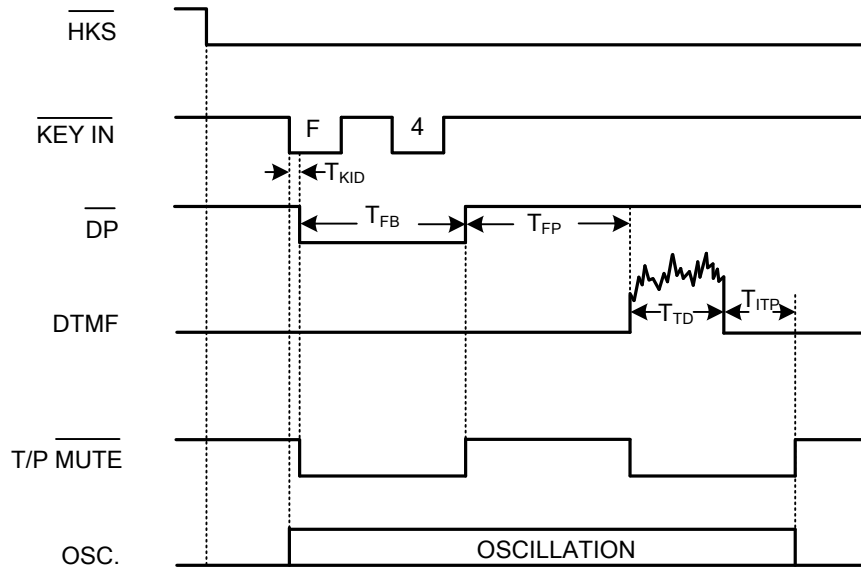 HKS
KEY IN
F
4
TKID
DP
TFB
TFP
DTMF
TTD
TITP
T/P MUTE
OSC.
OSCILLATION